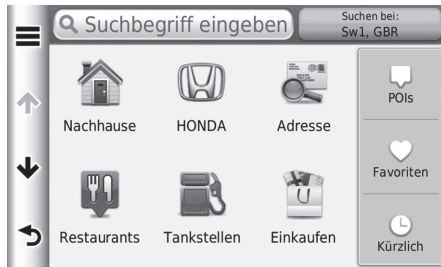 Suchbegriff eingeben
Suchen bei:
Sw1, GBR
Nachhause
HONDA
Adresse
POIs
Restaurants
Tankstellen
Einkaufen
Favoriten
Kürzlich